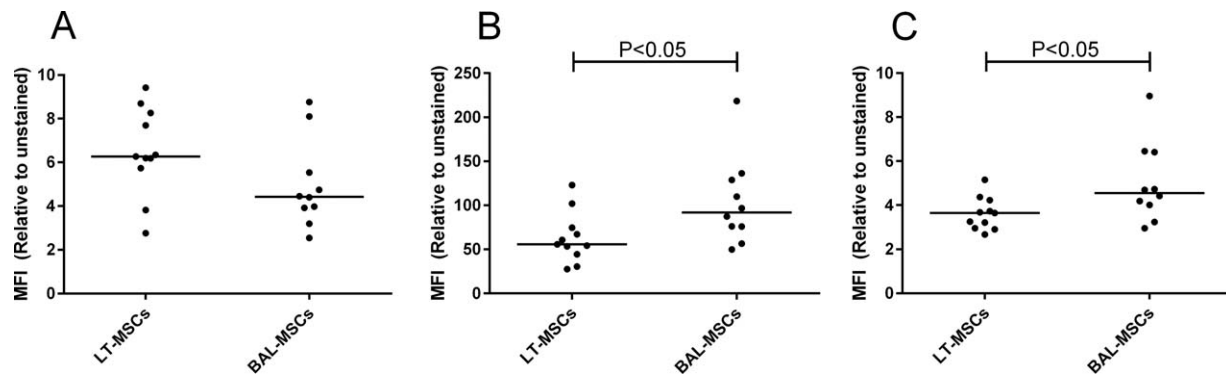 A
MFI (Relative to unstained)
10
8
6
4
2
0
LT-MSCs
BAL-MSCs
B
P<0.05
MFI (Relative to unstained)
250
200
150
100
50
0
LT-MSCs
BAL-MSCs
C
P<0.05
MFI (Relative to unstained)
10
8
6
4
2
0
LT-MSCs
BAL-MSCs